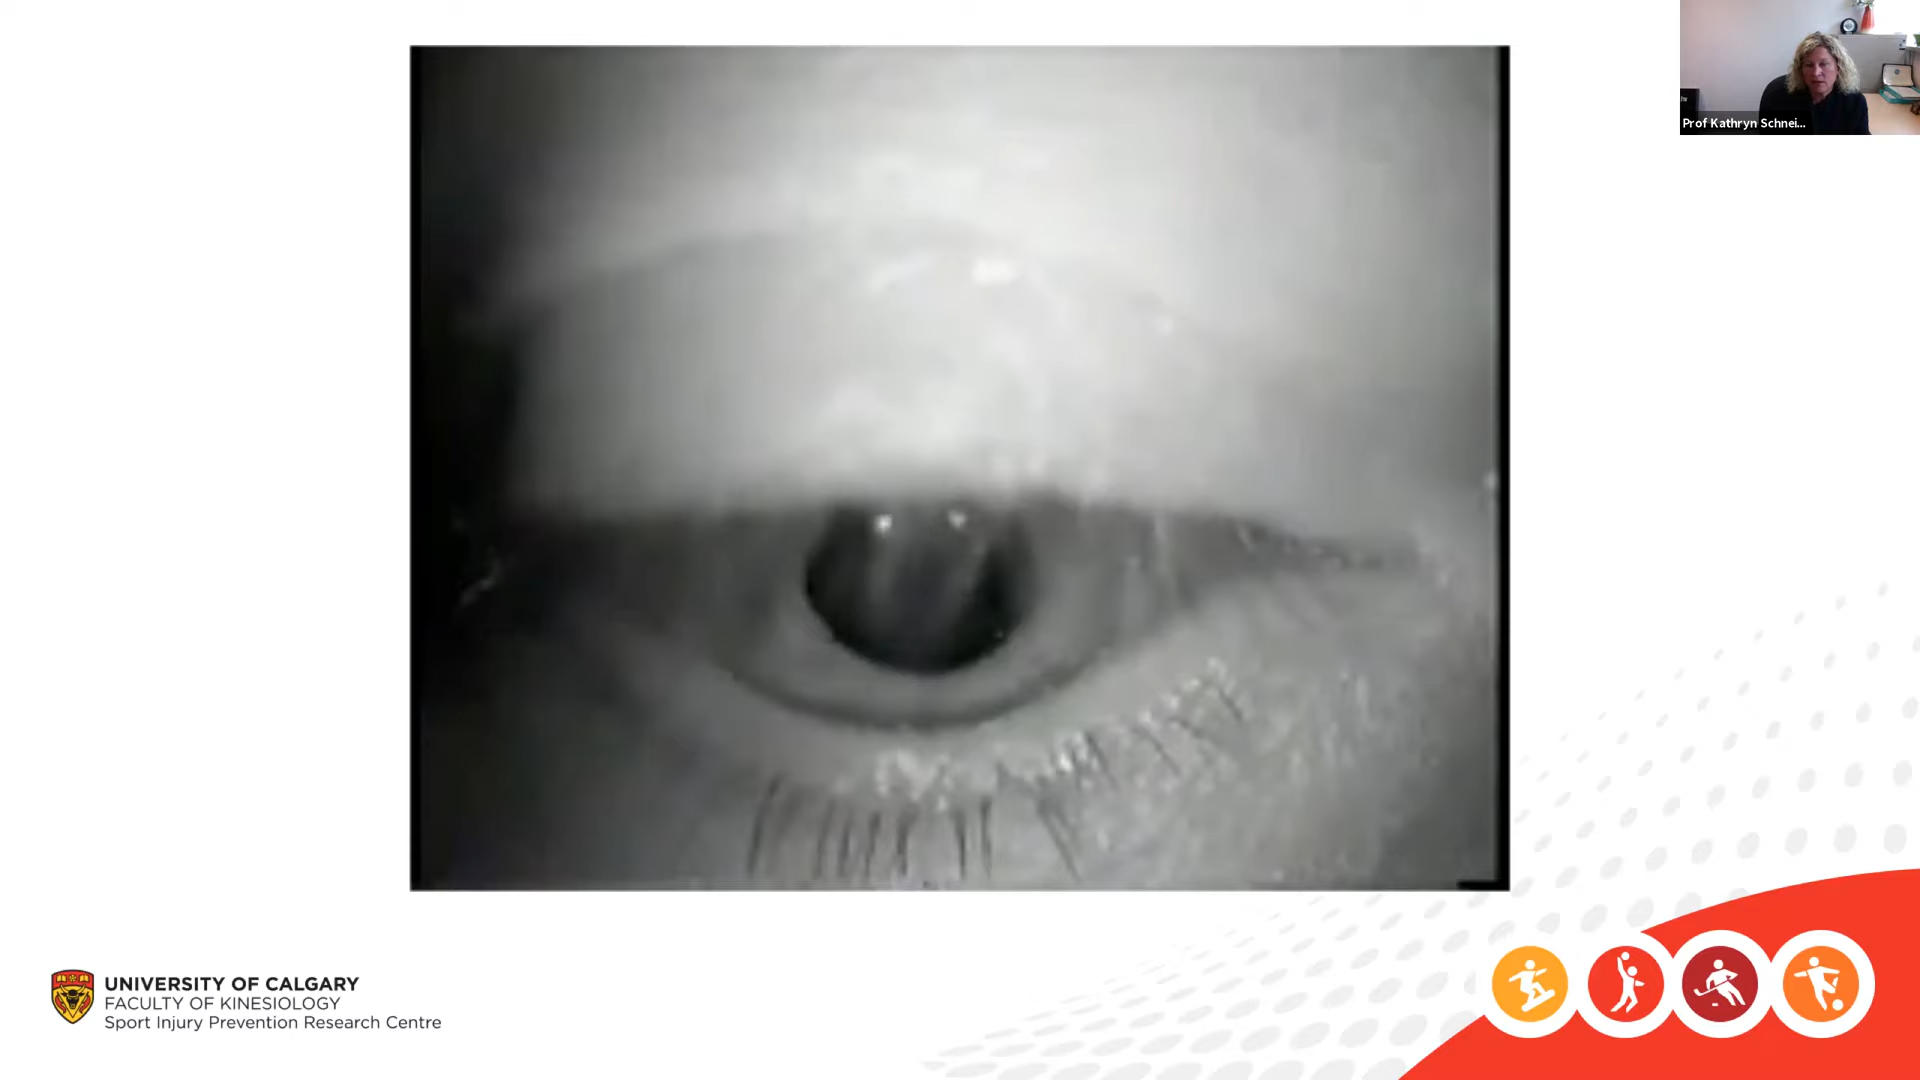 Prof Kathryn Schnei...
UNIVERSITY OF CALGARY
FACULTY OF KINESIOLOGY
Sport Injury Prevention Research Centre